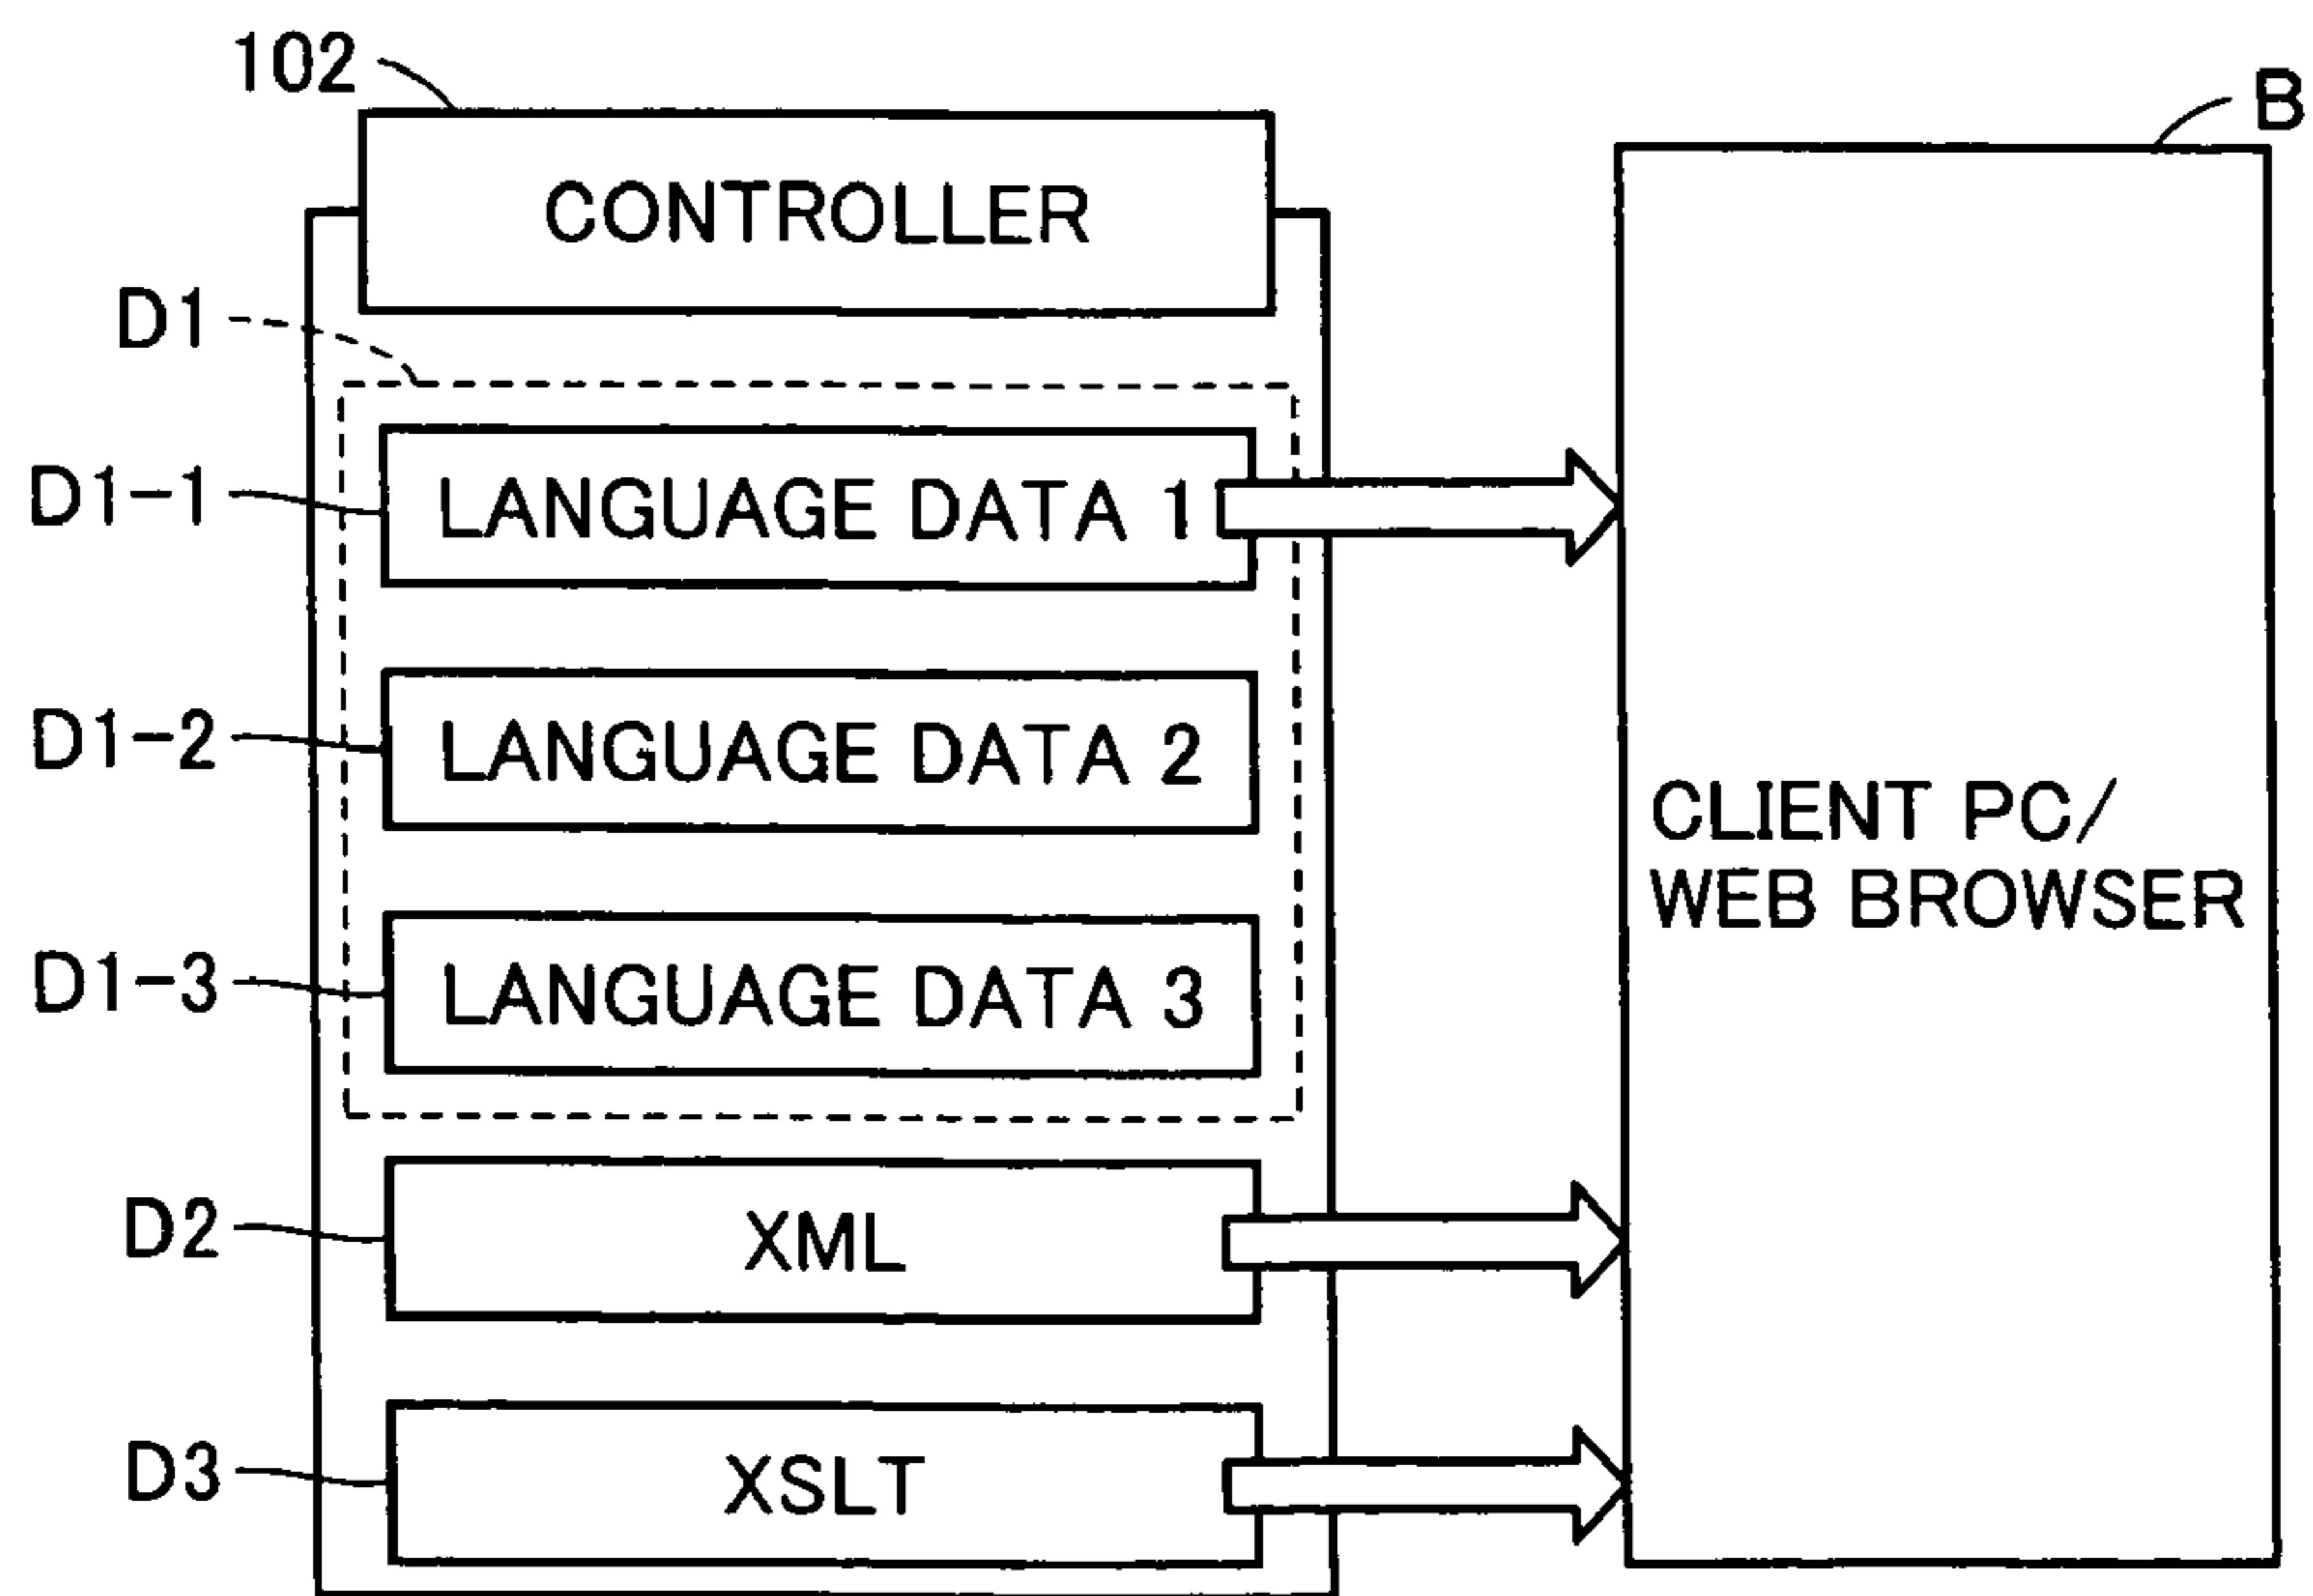 102
CONTROLLER
B
D1
D1-1
LANGUAGE DATA 1
D1-2
LANGUAGE DATA 2
CLIENT PC/
WEB BROWSER
D1-3
LANGUAGE DATA 3
D2
XML
D3
XSLT